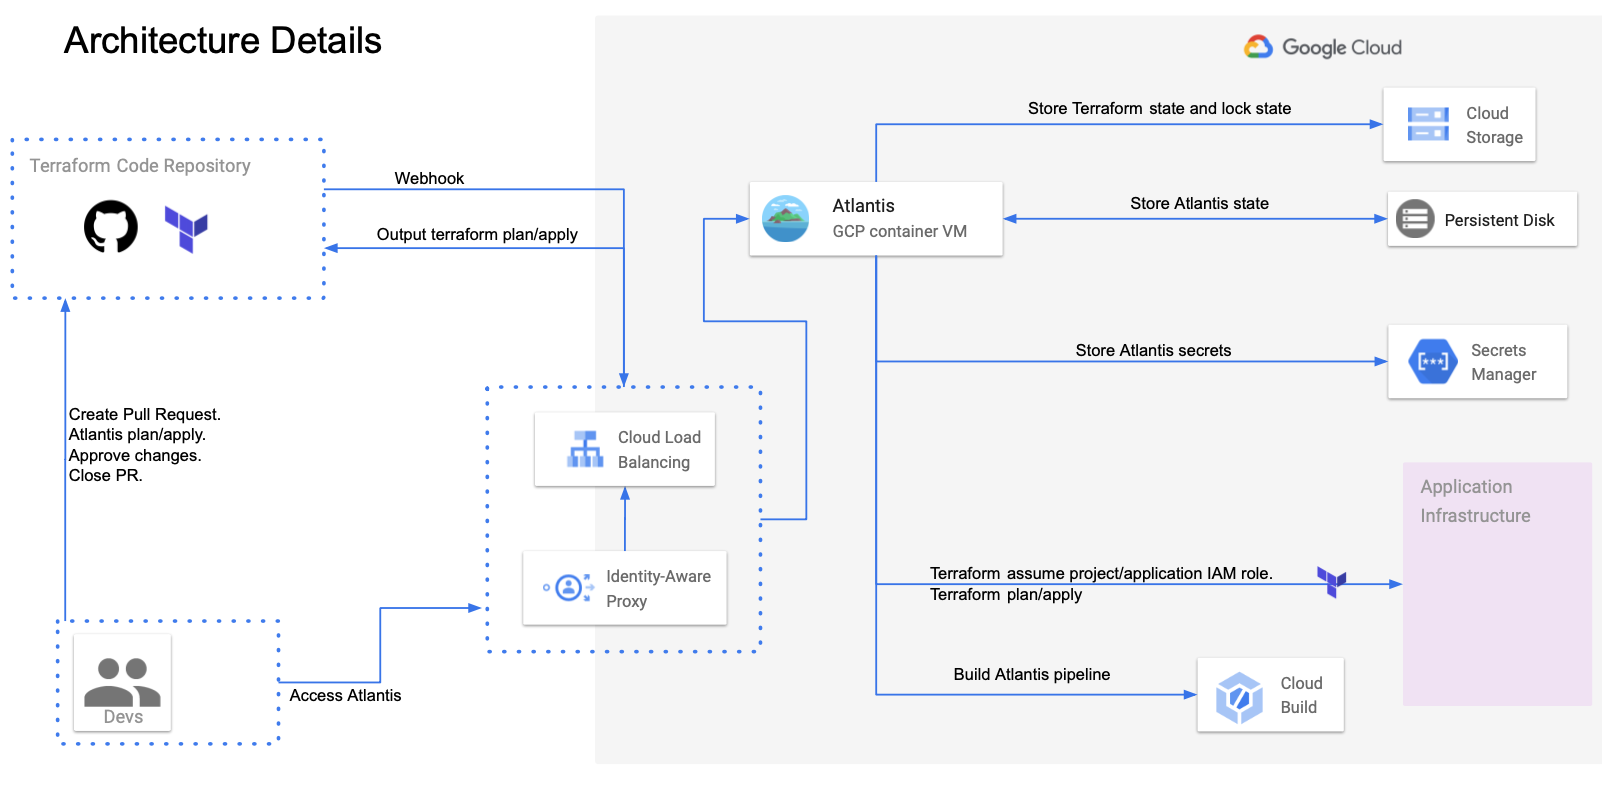 Architecture Details
Google Cloud
Terraform Code Repository
Webhook
Output terraform plan/apply
Create Pull Request.
Atlantis plan/apply.
Approve changes.
Close PR.
Devs
Access Atlantis
Cloud Load
Balancing
Identity-Aware
Proxy
Atlantis
GCP container VM
Store Terraform state and lock state
Cloud
Storage
Store Atlantis state
Persistent Disk
Store Atlantis secrets
Secrets
Manager
Application
Infrastructure
Terraform assume project/application IAM role.
Terraform plan/apply
Build Atlantis pipeline
Cloud
Build